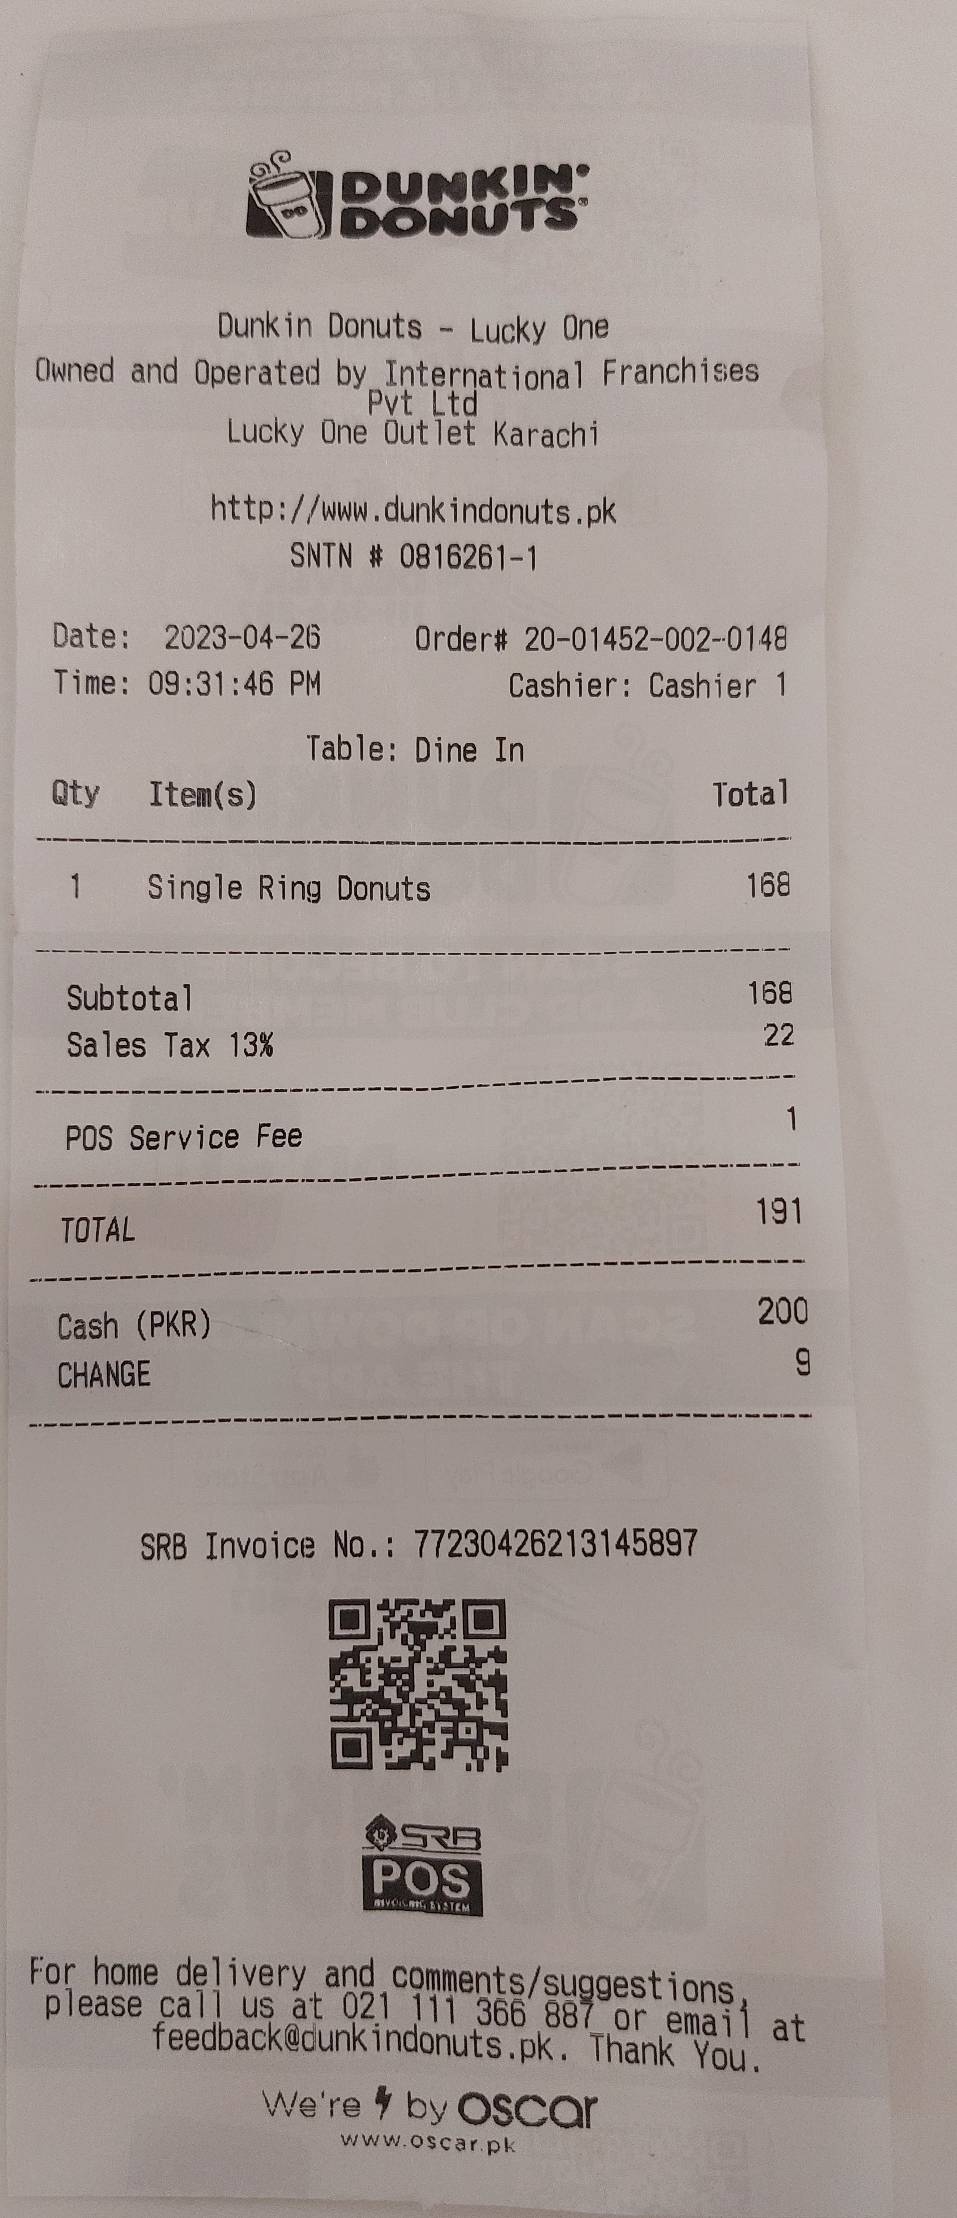 DUNKIN'
DONUTS®
Dunkin Donuts - Lucky One
Owned and Operated by International Franchises
Pvt Ltd
Lucky One Outlet Karachi
http://www.dunkindonuts.pk
SNTN # 0816261-1
Date: 2023-04-26 Order# 20-01452-002-0148
Time: 09:31:46 PM Cashier: Cashier 1
Table: Dine In
Qty Item(s) Total
1 Single Ring Donuts 168
Subtotal 168
Sales Tax 13% 22
POS Service Fee 1
TOTAL 191
Cash (PKR) 200
CHANGE 9
SRB Invoice No.: 77230426213145897
SRB
POS
INVOICING SYSTEM
For home delivery and comments/suggestions,
please call us at 021 111 366 887 or email at
feedback@dunkindonuts.pk. Thank You.
We're by oscar
www.oscar.pk